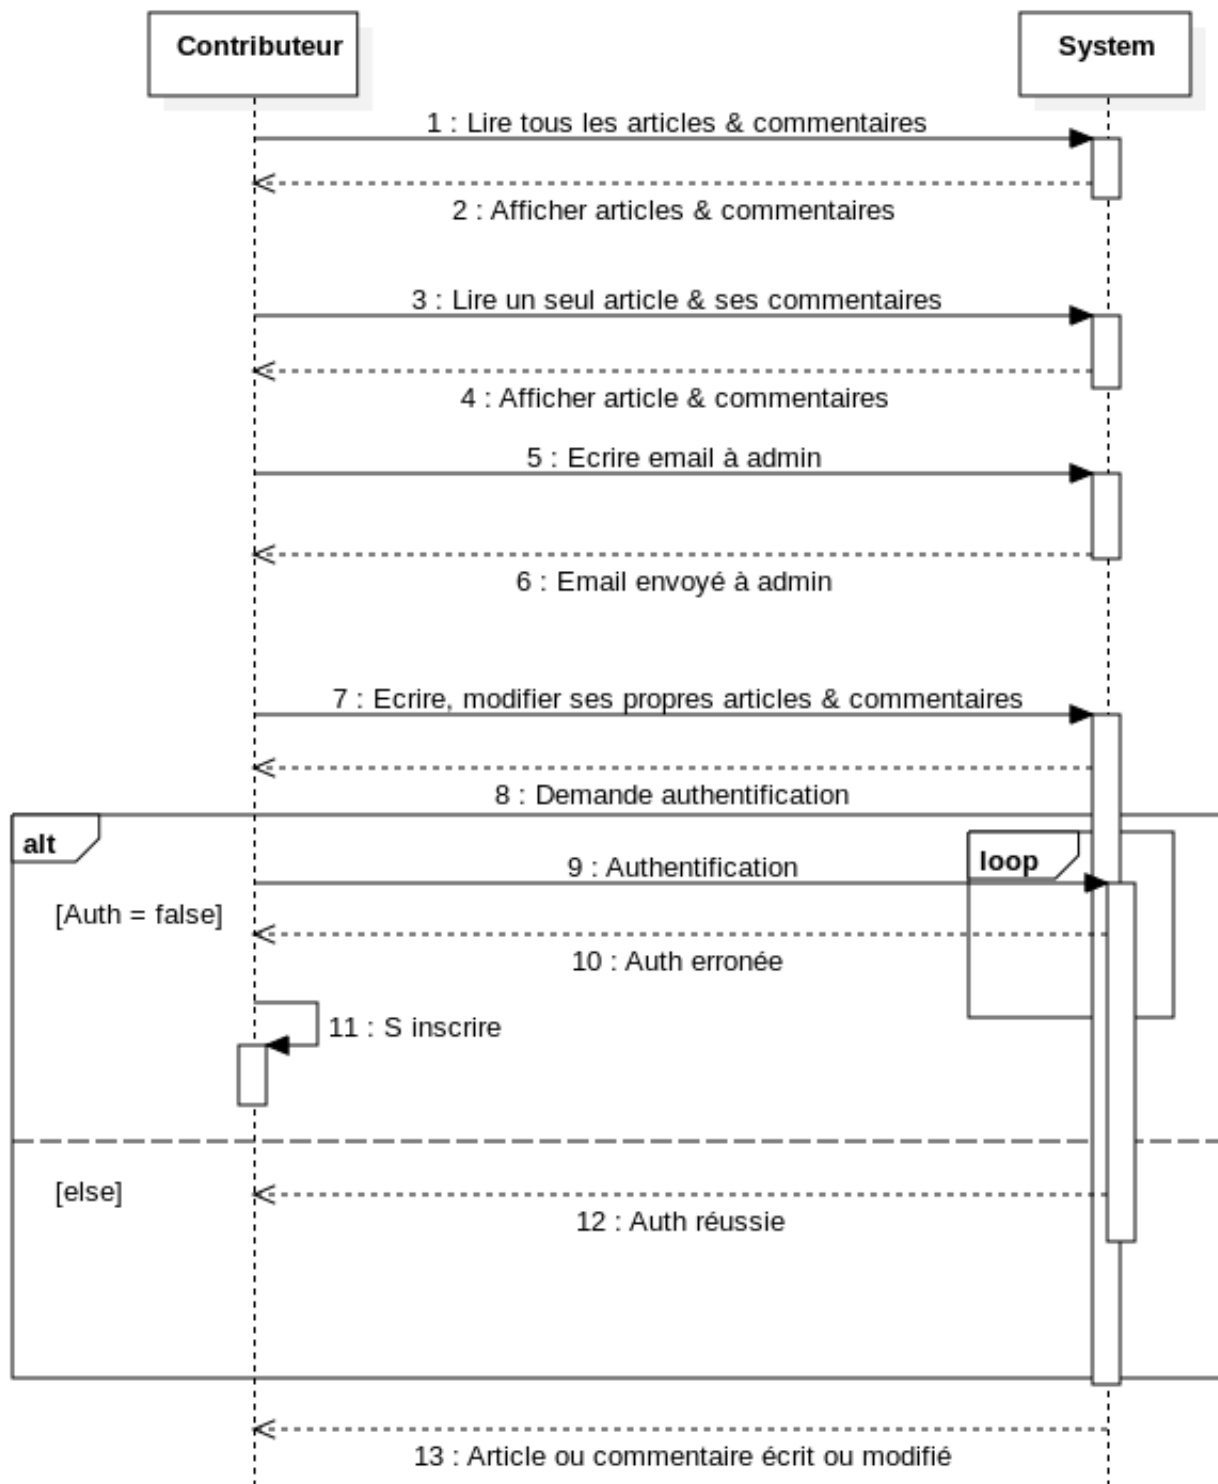 Contributeur
System
1 : Lire tous les articles & commentaires
2 : Afficher articles & commentaires
3 : Lire un seul article & ses commentaires
4 : Afficher article & commentaires
5 : Ecrire email à admin
6 : Email envoyé à admin
7 : Ecrire, modifier ses propres articles & commentaires
8 : Demande authentification
alt
loop
9 : Authentification
[Auth = false]
10 : Auth erronée
11 : S inscrire
[else]
12 : Auth réussie
13 : Article ou commentaire écrit ou modifié